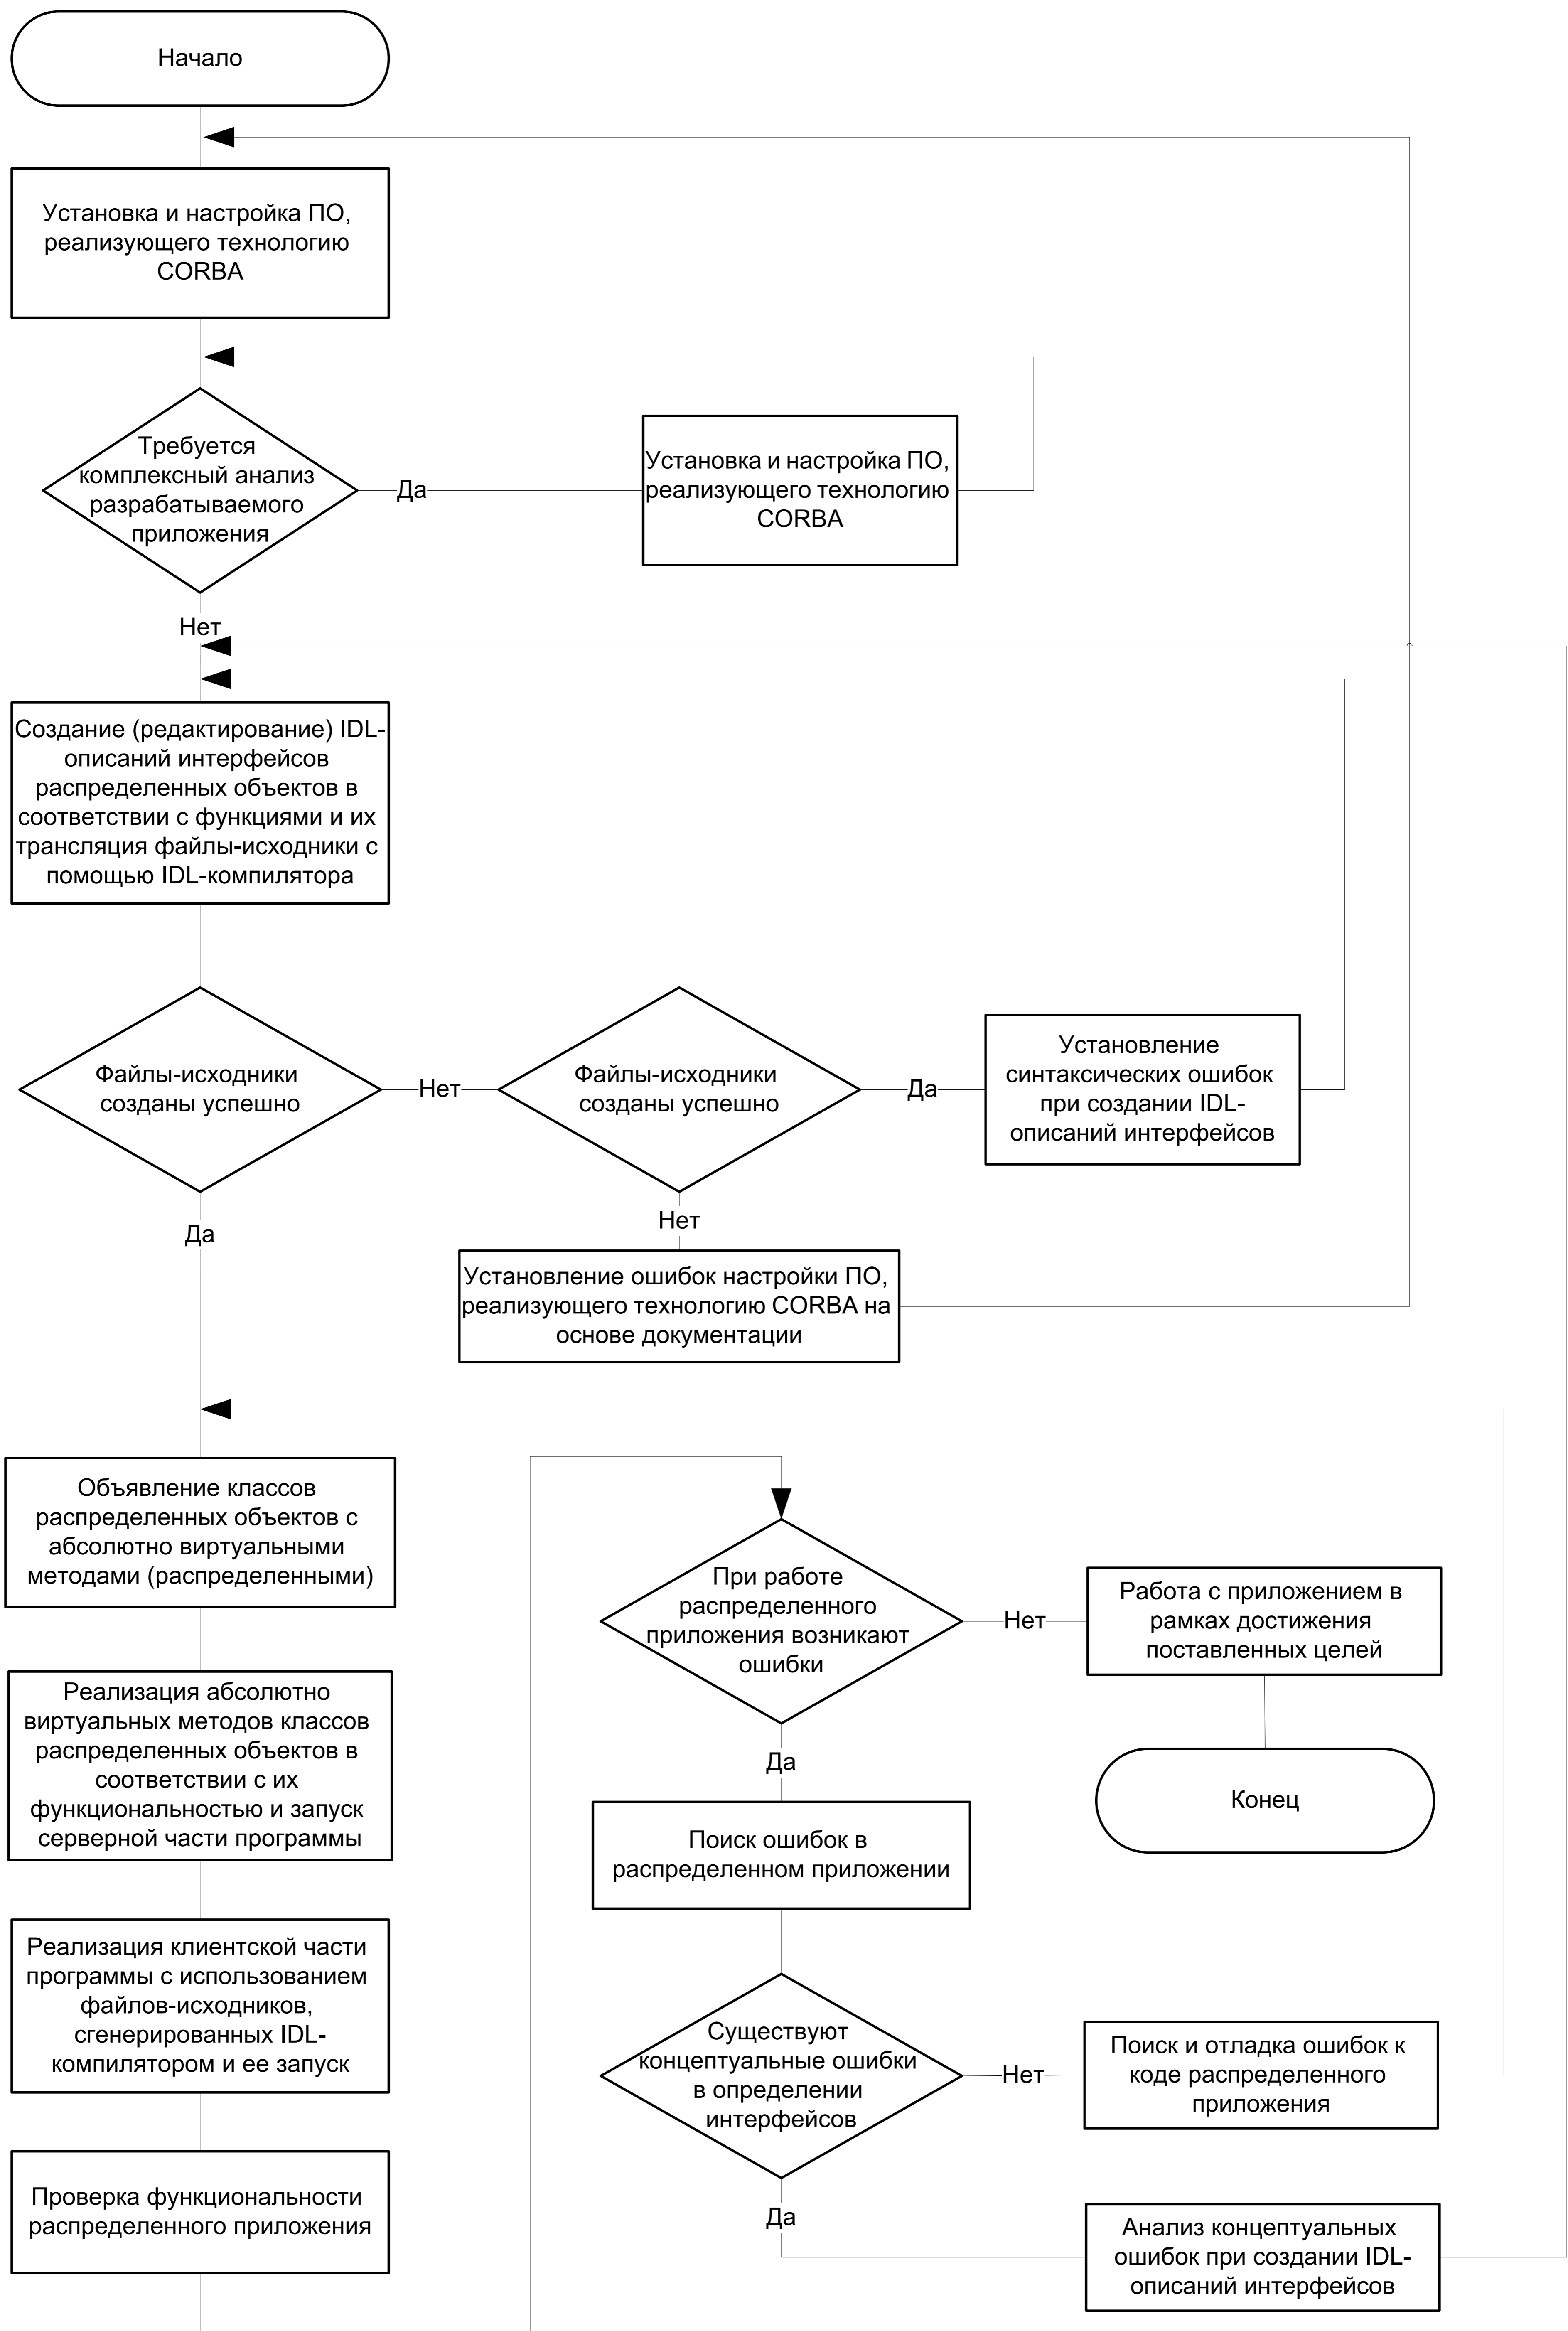 Начало
Установка и настройка ПО,
реализующего технологию
CORBA
Требуется
комплексный анализ
разрабатываемого
приложения
Да
Установка и настройка ПО,
реализующего технологию
CORBA
Нет
Создание (редактирование) IDL-
описаний интерфейсов
распределенных объектов в
соответствии с функциями и их
трансляция файлы-исходники с
помощью IDL-компилятора
Файлы-исходники
созданы успешно
Нет
Файлы-исходники
созданы успешно
Да
Установление
синтаксических ошибок
при создании IDL-
описаний интерфейсов
Да
Нет
Установление ошибок настройки ПО,
реализующего технологию CORBA на
основе документации
Объявление классов
распределенных объектов с
абсолютно виртуальными
методами (распределенными)
Реализация абсолютно
виртуальных методов классов
распределенных объектов в
соответствии с их
функциональностью и запуск
серверной части программы
Реализация клиентской части
программы с использованием
файлов-исходников,
сгенерированных IDL-
компилятором и ее запуск
Проверка функциональности
распределенного приложения
При работе
распределенного
приложения возникают
ошибки
Нет
Работа с приложением в
рамках достижения
поставленных целей
Конец
Да
Поиск ошибок в
распределенном приложении
Существуют
концептуальные ошибки
в определении
интерфейсов
Нет
Поиск и отладка ошибок к
коде распределенного
приложения
Да
Анализ концептуальных
ошибок при создании IDL-
описаний интерфейсов